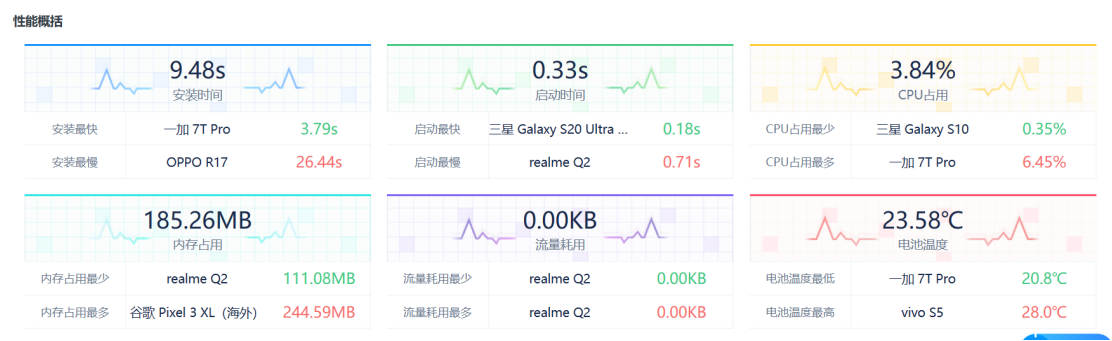 性能概括
9.48s
安装时间
安装最快 一加 7T Pro 3.79s
安装最慢 OPPO R17 26.44s
0.33s
启动时间
启动最快 三星 Galaxy S20 Ultra ... 0.18s
启动最慢 realme Q2 0.71s
3.84%
CPU占用
CPU占用最少 三星 Galaxy S10 0.35%
CPU占用最多 一加 7T Pro 6.45%
185.26MB
内存占用
内存占用最少 realme Q2 111.08MB
内存占用最多 谷歌 Pixel 3 XL（海外） 244.59MB
0.00KB
流量耗用
流量耗用最少 realme Q2 0.00KB
流量耗用最多 realme Q2 0.00KB
23.58℃
电池温度
电池温度最低 一加 7T Pro 20.8℃
电池温度最高 vivo S5 28.0℃